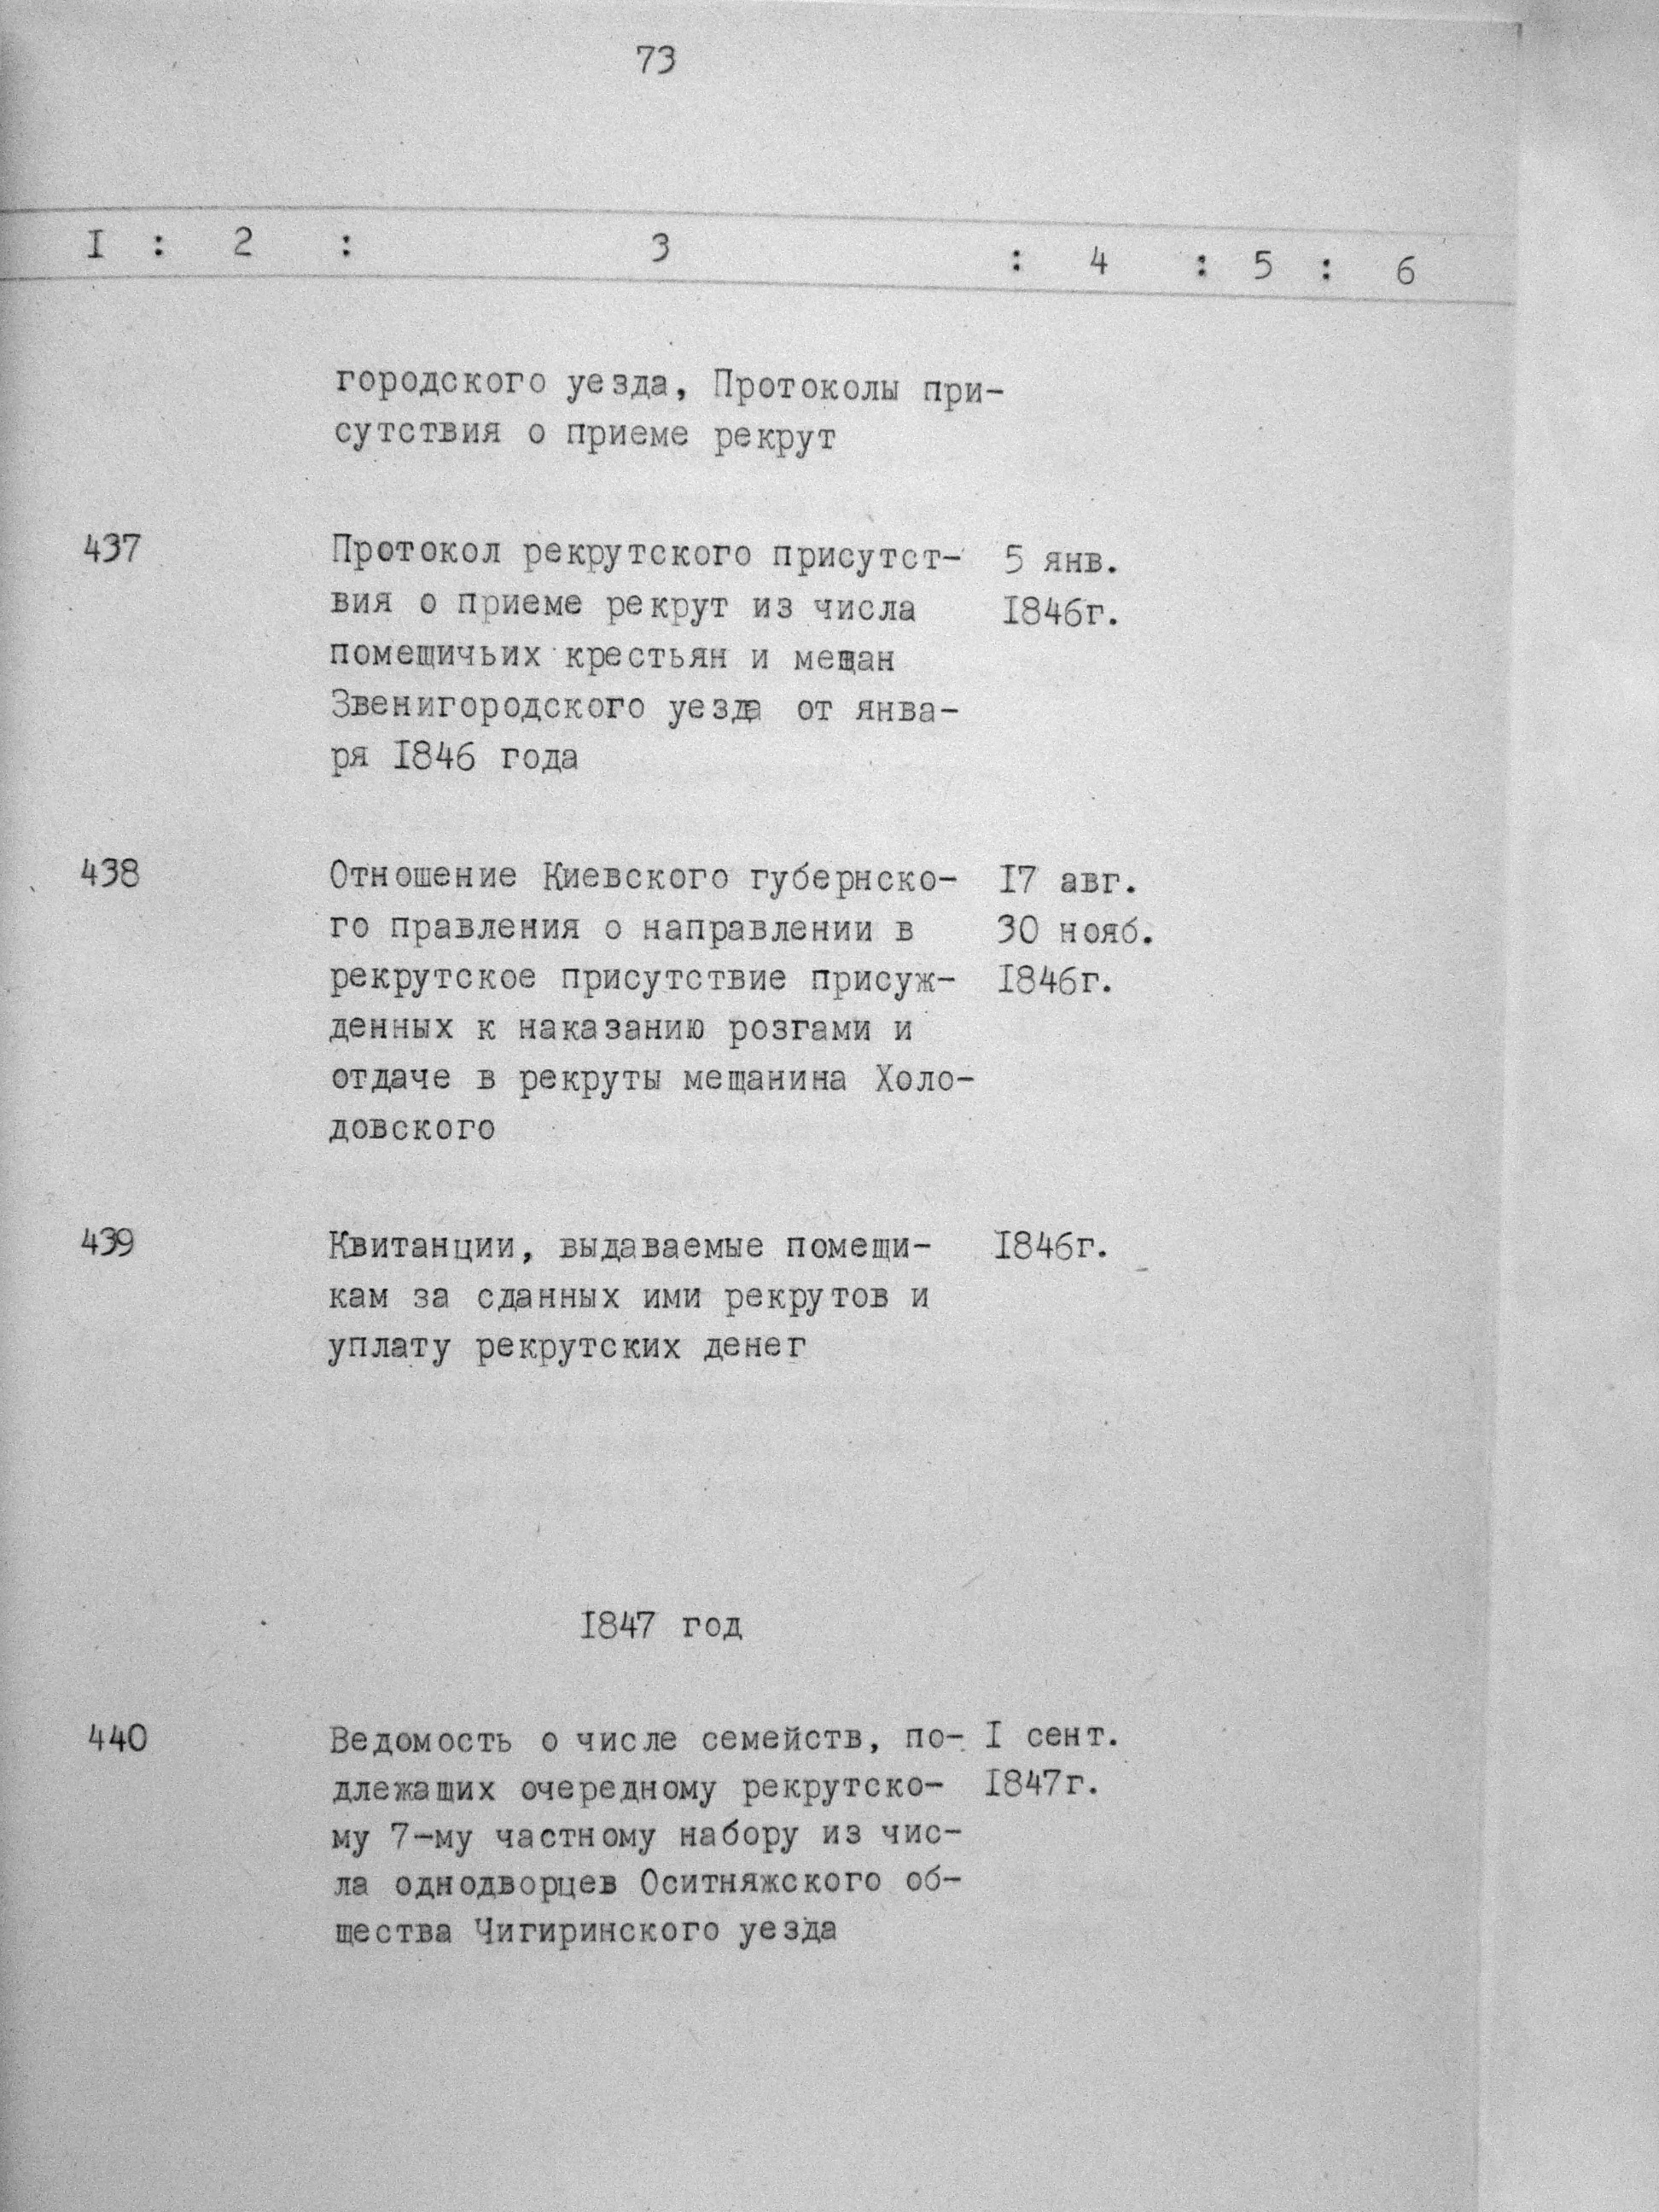 73
I : 2 : 3 : 4 : 5 : 6
городского уезда, Протоколы при-
сутствия о приеме рекрут
437 Протокол рекрутского присутст- 5 янв.
вия о приеме рекрут из числа 1846г.
помещичьих крестьян и мещан
Звенигородского уезда от янва-
ря 1846 года
438 Отношение Киевского губернско- 17 авг.
го правления о направлении в 30 нояб.
рекрутское присутствие присуж- 1846г.
денных к наказанию розгами и
отдаче в рекруты мещанина Холо-
довского
439 Квитанции, выдаваемые помещи- 1846г.
кам за сданных ими рекрутов и
уплату рекрутских денег
1847 год
440 Ведомость о числе семейств, по- I сент.
длежащих очередному рекрутско- 1847г.
му 7-му частному набору из чис-
ла однодворцев Оситняжского об-
щества Чигиринского уезда